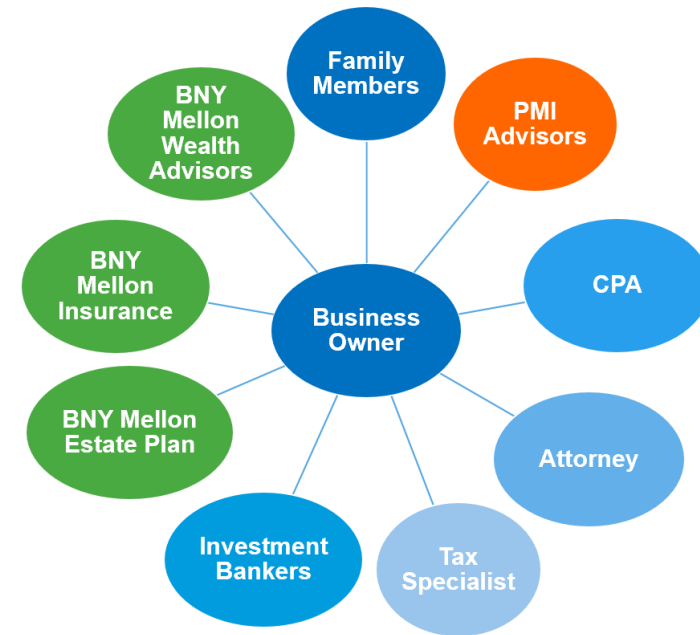 Family
Members
BNY
Mellon
Wealth
Advisors
PMI
Advisors
BNY
Mellon
Insurance
CPA
Business
Owner
BNY Mellon
Estate Plan
Attorney
Investment
Bankers
Tax
Specialist